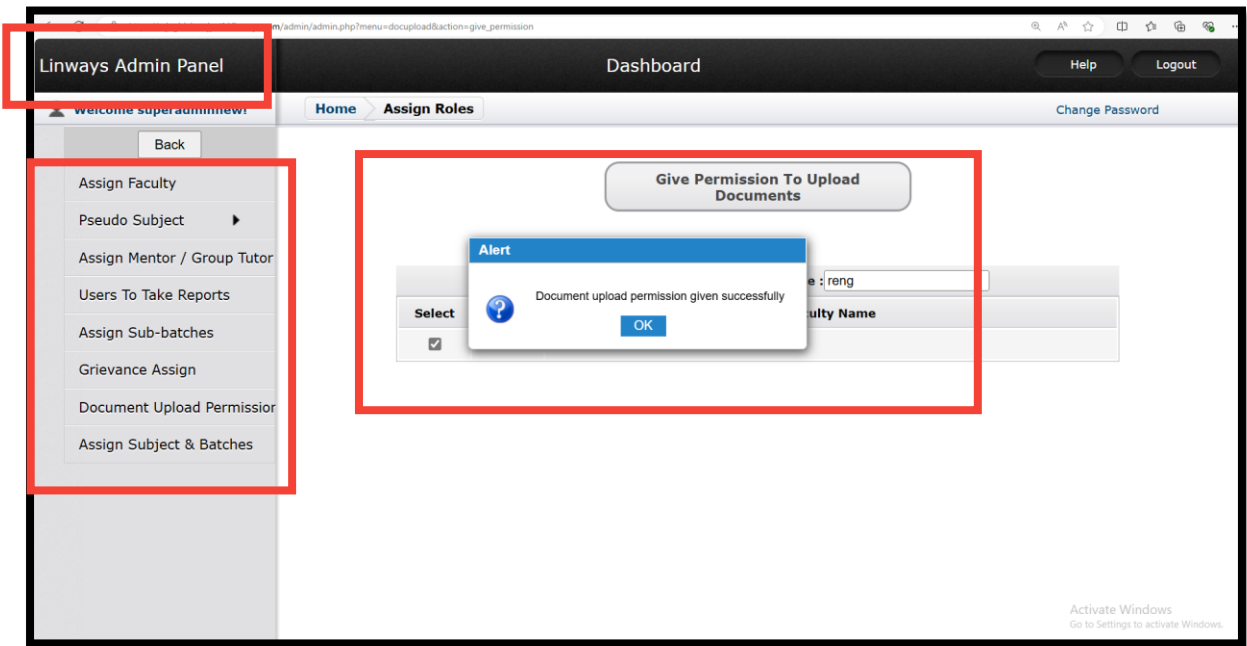 /admin/admin.php?menu=docupload&action=give_permission
Linways Admin Panel
Dashboard
Help
Logout
Welcome superadminnew!
Home
Assign Roles
Change Password
Back
Assign Faculty
Pseudo Subject
Assign Mentor / Group Tutor
Users To Take Reports
Assign Sub-batches
Grievance Assign
Document Upload Permission
Assign Subject & Batches
Give Permission To Upload
Documents
Alert
Document upload permission given successfully
OK
e : reng
Select
ulty Name
Activate Windows
Go to Settings to activate Windows.